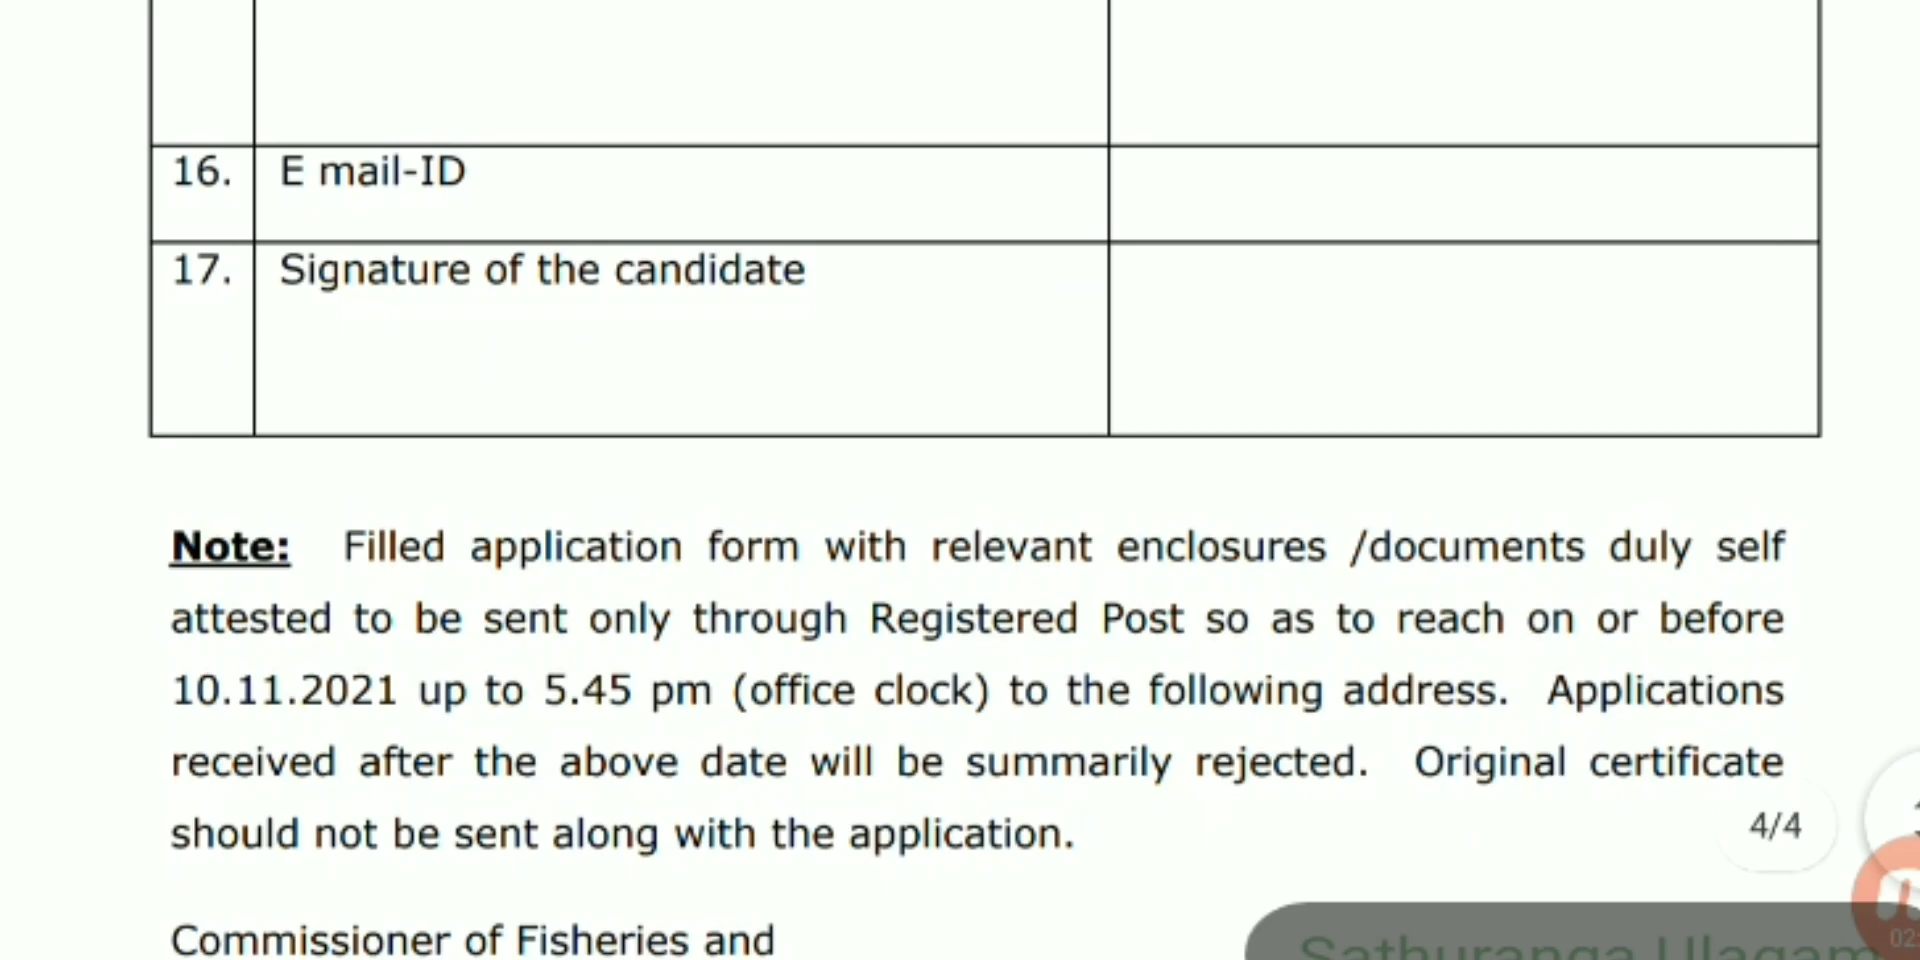 16. E mail-ID
17. Signature of the candidate
Note: Filled application form with relevant enclosures /documents duly self
attested to be sent only through Registered Post so as to reach on or before
10.11.2021 up to 5.45 pm (office clock) to the following address. Applications
received after the above date will be summarily rejected. Original certificate
should not be sent along with the application.
4/4
Commissioner of Fisheries and
Sathuranga Ulagam
02: